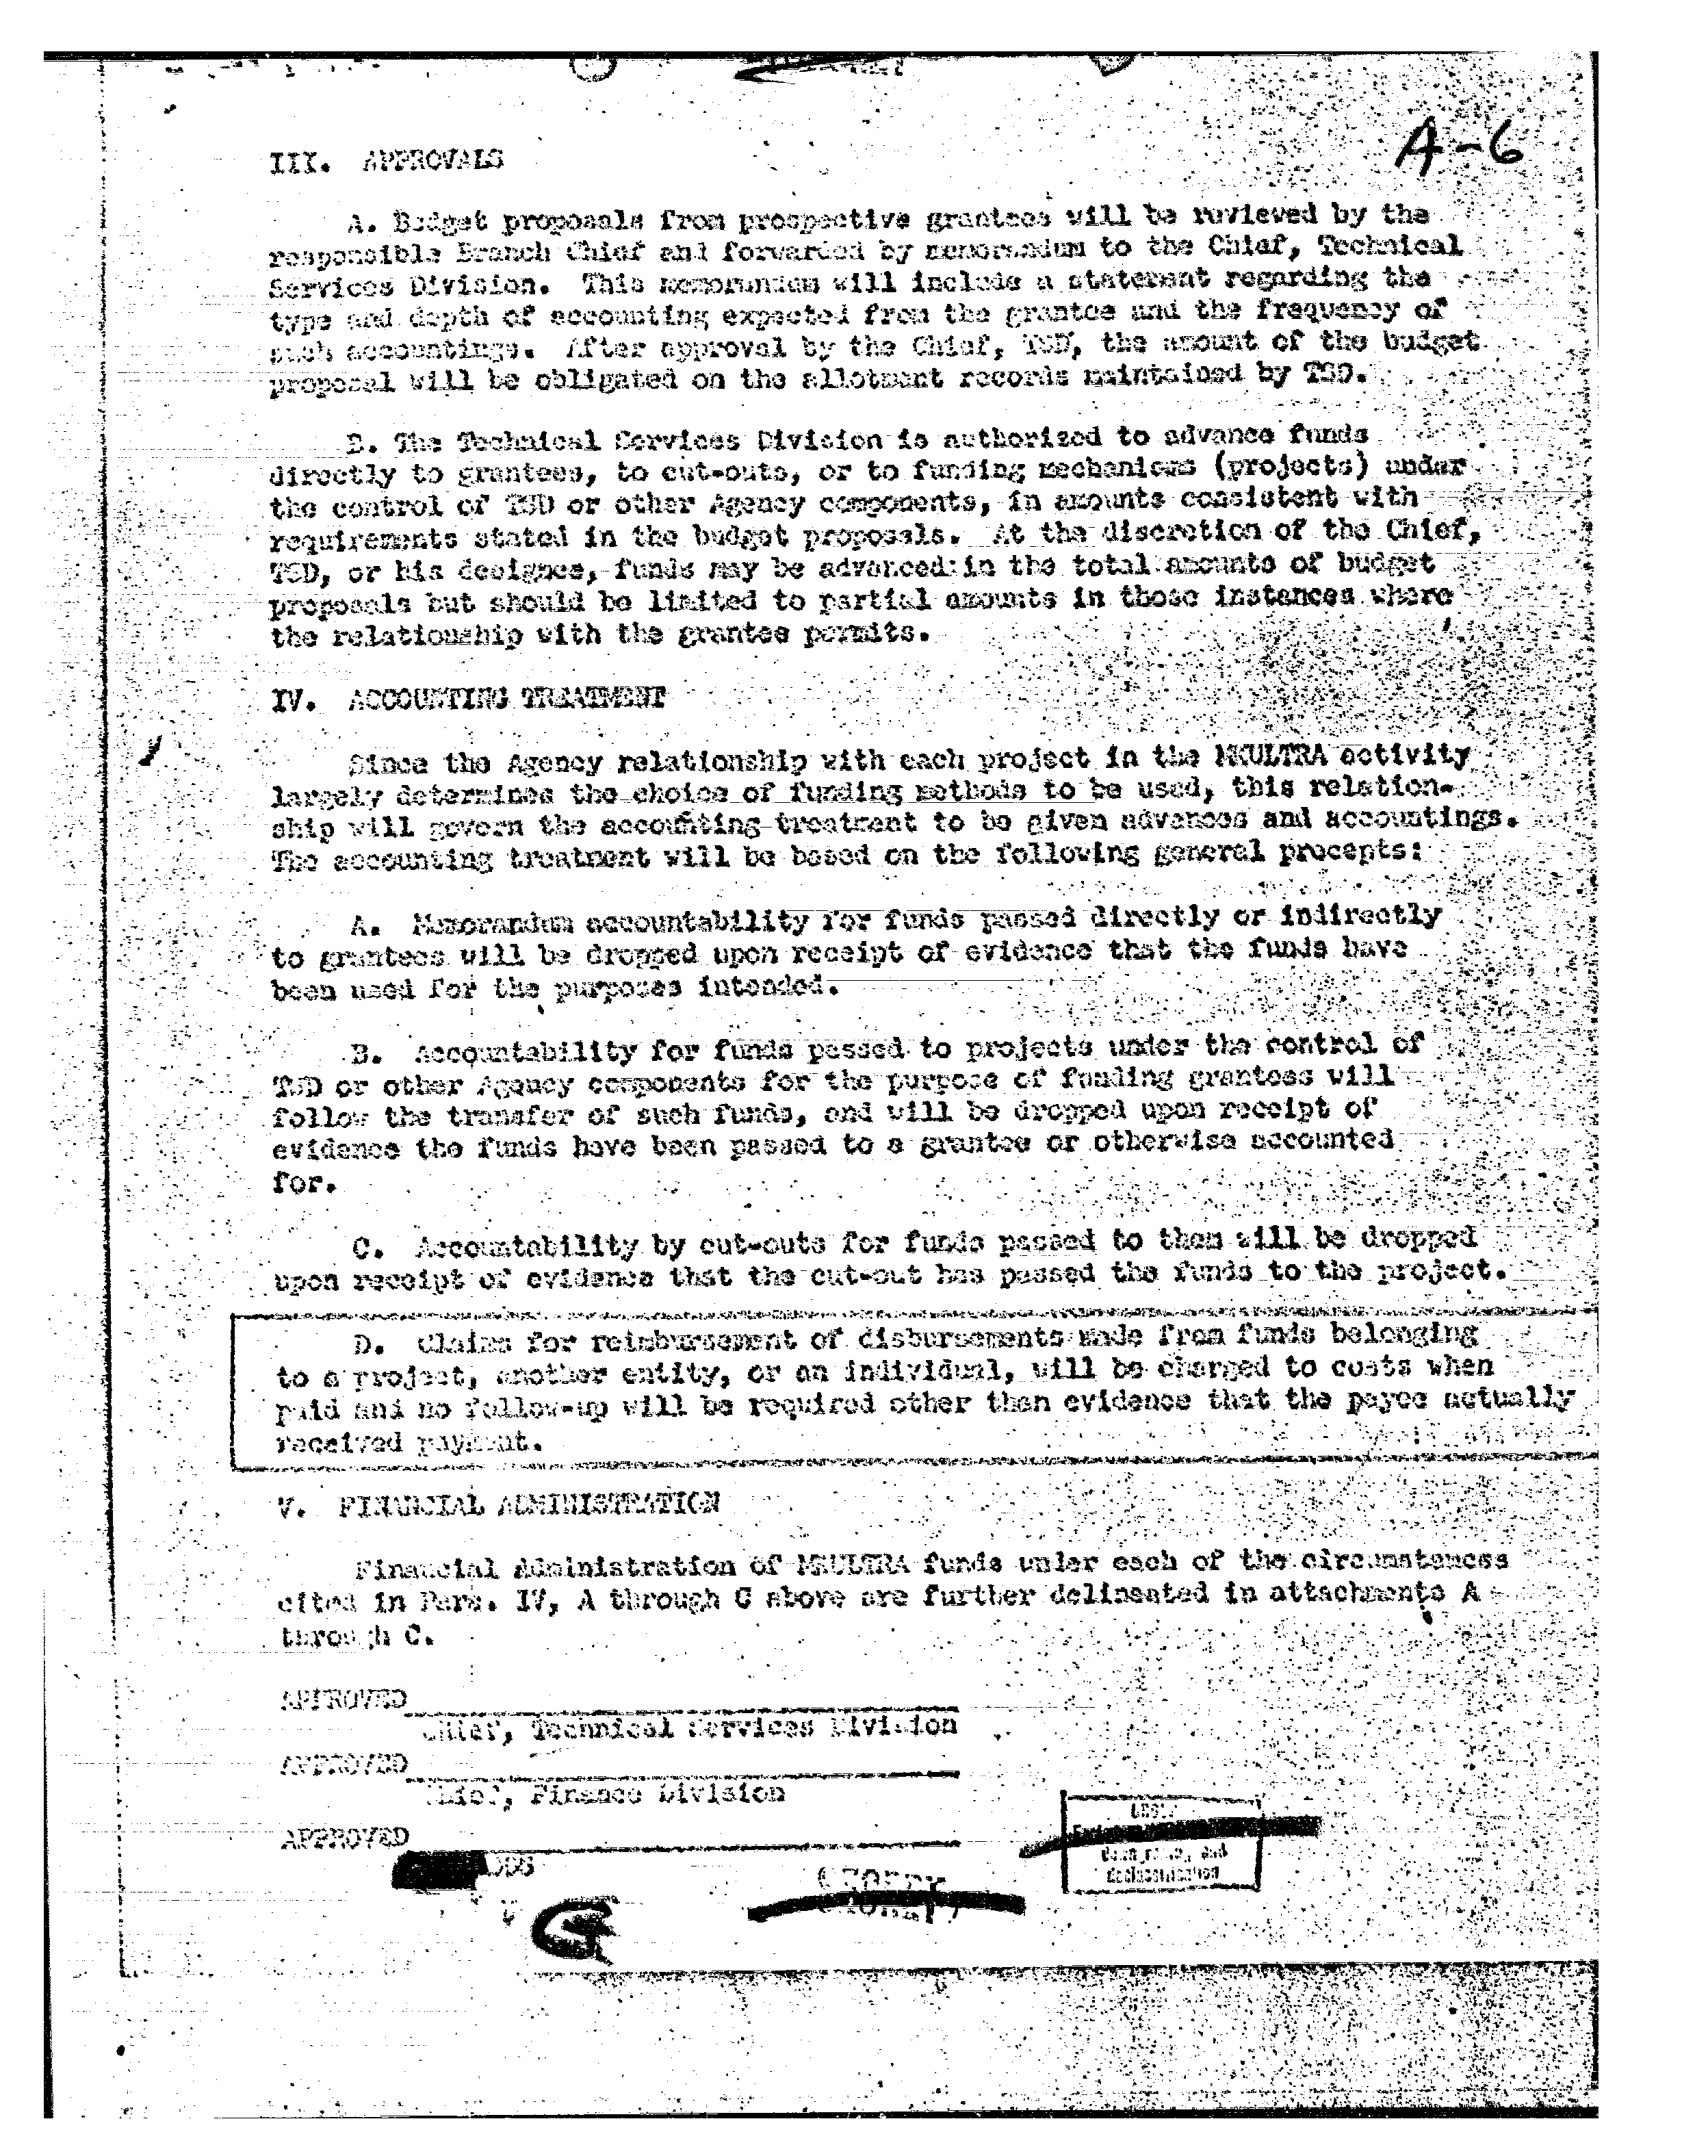 A-6
III. APPROVALS
A. Budget proposals from prospective grantees will be reviewed by the
responsible Branch Chief and forwarded by memorandum to the Chief, Technical
Services Division. This memorandum will include a statement regarding the
type and depth of accounting expected from the grantee and the frequency of
such accountings. After approval by the Chief, TSD, the amount of the budget
proposal will be obligated on the allotment records maintained by TSD.
B. The Technical Services Division is authorized to advance funds
directly to grantees, to cut-outs, or to funding mechanisms (projects) under
the control of TSD or other Agency components, in amounts consistent with
requirements stated in the budget proposals. At the discretion of the Chief,
TSD, or his designee, funds may be advanced in the total amounts of budget
proposals but should be limited to partial amounts in those instances where
the relationship with the grantee permits.
IV. ACCOUNTING TREATMENT
Since the Agency relationship with each project in the MKULTRA activity
largely determines the choice of funding methods to be used, this relation-
ship will govern the accounting treatment to be given advances and accountings.
The accounting treatment will be based on the following general precepts:
A. Memorandum accountability for funds passed directly or indirectly
to grantees will be dropped upon receipt of evidence that the funds have
been used for the purposes intended.
B. Accountability for funds passed to projects under the control of
TSD or other Agency components for the purpose of funding grantees will
follow the transfer of such funds, and will be dropped upon receipt of
evidence the funds have been passed to a grantee or otherwise accounted
for.
C. Accountability by cut-outs for funds passed to them will be dropped
upon receipt of evidence that the cut-out has passed the funds to the project.
D. Claims for reimbursement of disbursements made from funds belonging
to a project, another entity, or an individual, will be charged to costs when
paid and no follow-up will be required other than evidence that the payee actually
received payment.
V. FINANCIAL ADMINISTRATION
Financial Administration of MKULTRA funds under each of the circumstances
cited in Para. IV, A through C above are further delineated in attachments A
through C.
APPROVED
Chief, Technical Services Division
APPROVED
Chief, Finance Division
APPROVED
and
declassification